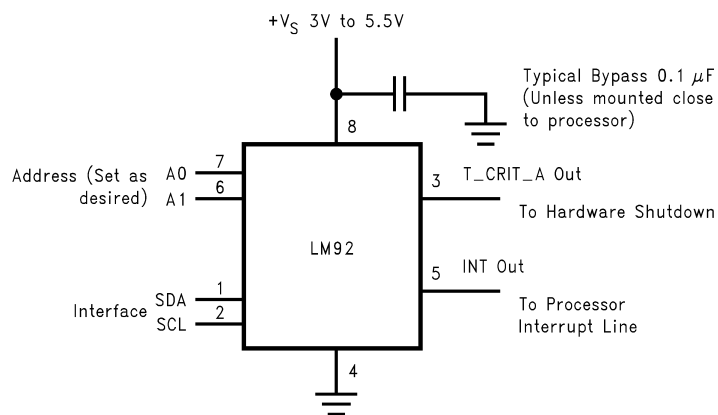 +VS 3V to 5.5V
Typical Bypass 0.1 μF
(Unless mounted close
to processor)
8
Address (Set as
desired)
A0
7
A1
6
3
T_CRIT_A Out
To Hardware Shutdown
LM92
5
INT Out
To Processor
Interrupt Line
Interface
SDA
1
SCL
2
4